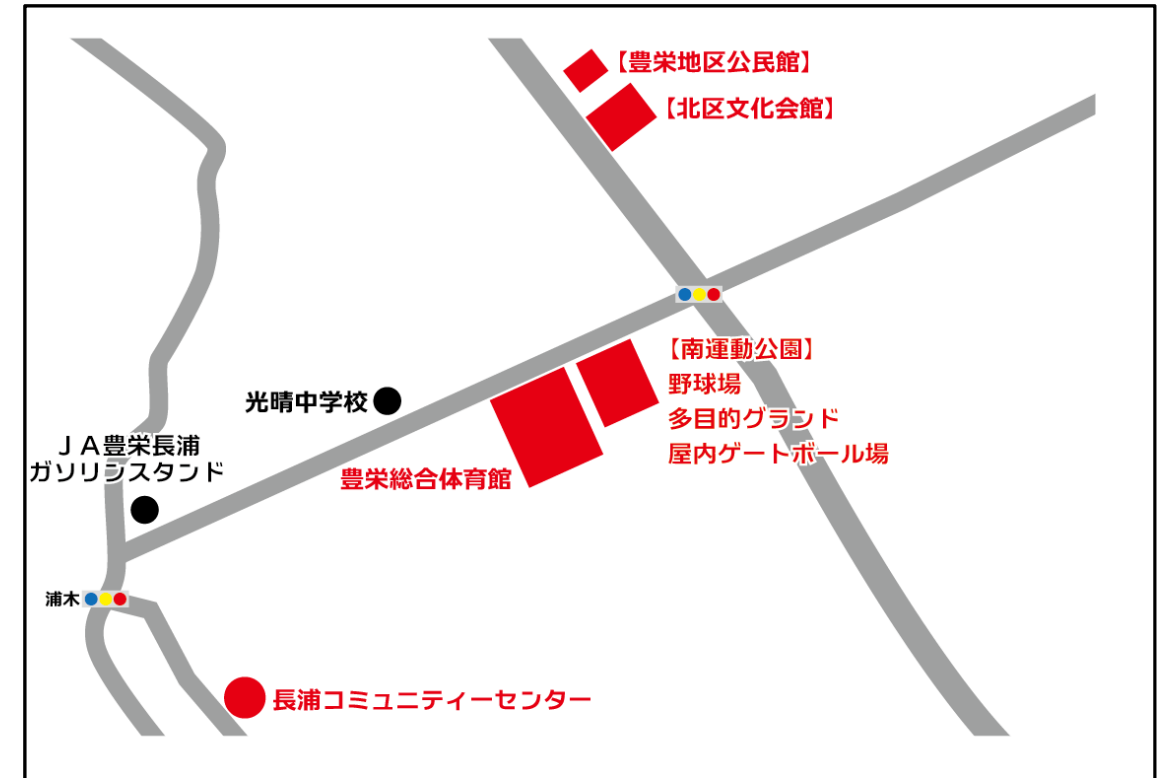 【豊栄地区公民館】
【北区文化会館】
【南運動公園】
野球場
多目的グランド
屋内ゲートボール場
光晴中学校
豊栄総合体育館
ＪＡ豊栄長浦
ガソリンスタンド
浦木
長浦コミュニティーセンター